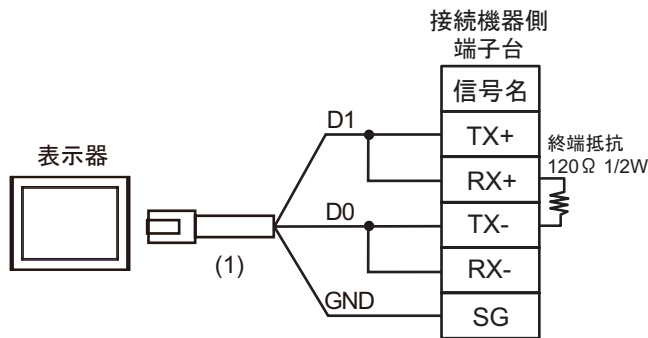 接続機器側
端子台
信号名
D1
TX+
終端抵抗
120Ω 1/2W
表示器
RX+
D0
TX-
(1)
RX-
GND
SG